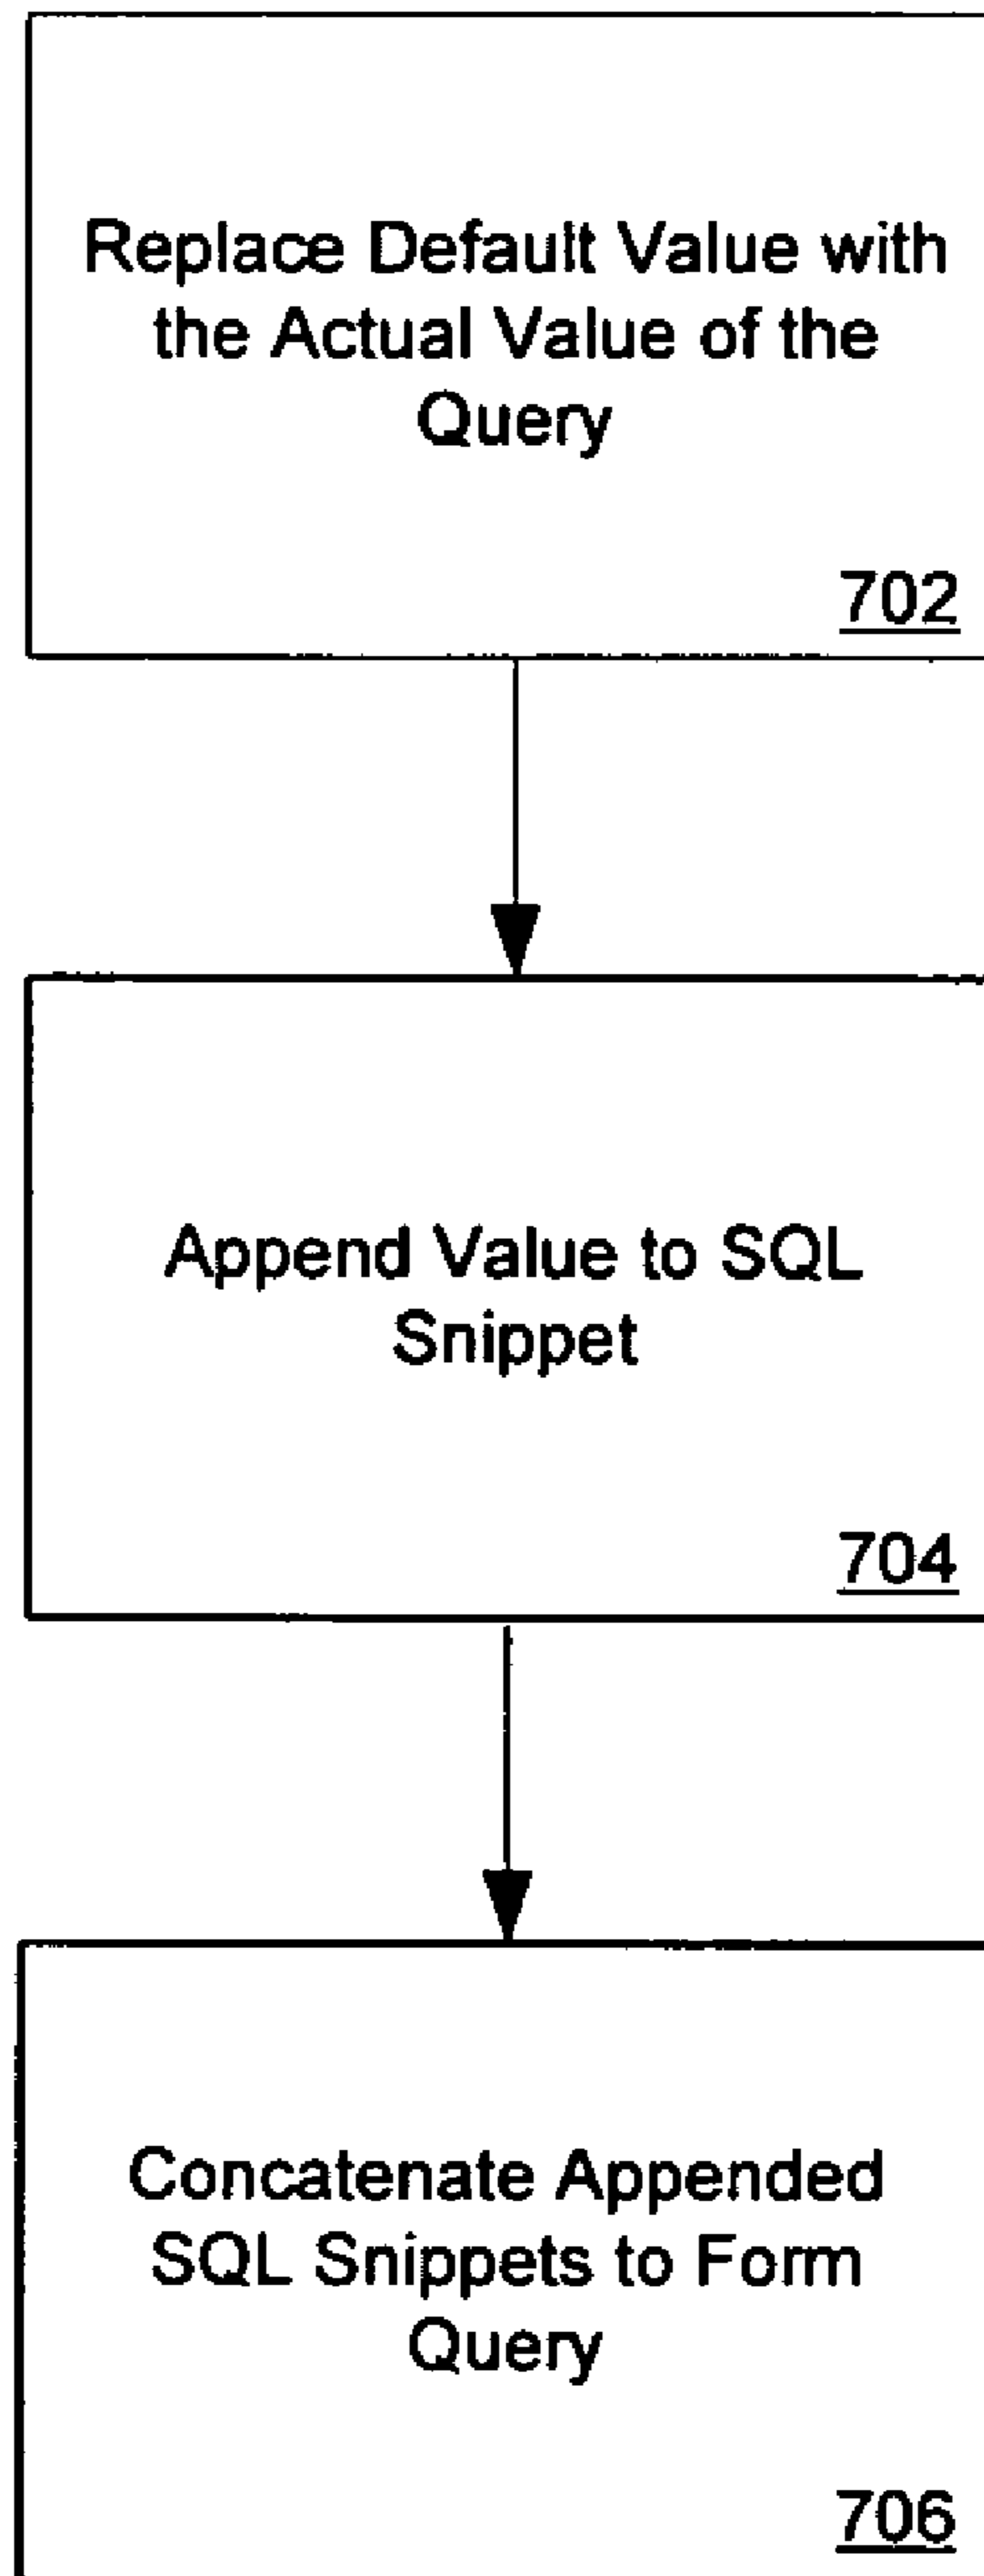 Replace Default Value with
the Actual Value of the
Query
702
Append Value to SQL
Snippet
704
Concatenate Appended
SQL Snippets to Form
Query
706